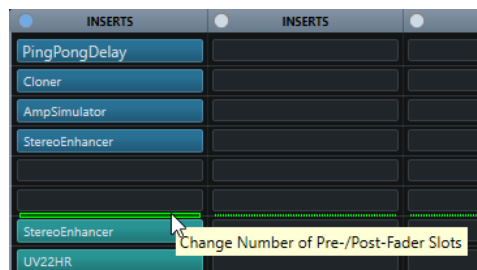 INSERTS INSERTS
PingPongDelay
Cloner
AmpSimulator
StereoEnhancer
StereoEnhancer
Change Number of Pre-/Post-Fader Slots
UV22HR